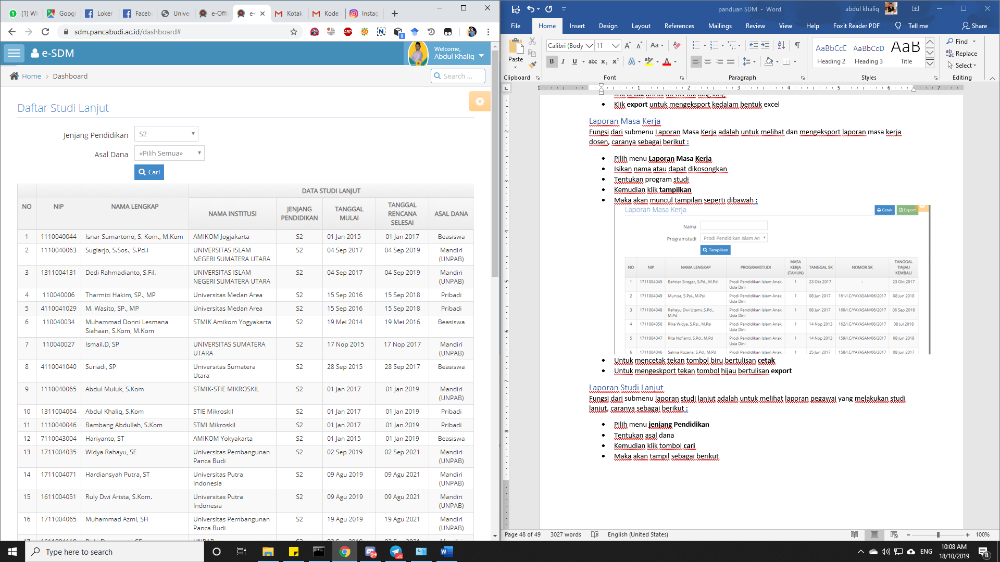 (1) Wh
Googl
Loker
Faceb
Univer
e-Offi
e-
Kotak
Kode
Instag
sdm.pancabudi.ac.id/dashboard#
e-SDM
Welcome,
Abdul Khaliq
Home > Dashboard
Search ...
Daftar Studi Lanjut
Jenjang Pendidikan S2
Asal Dana «Pilih Semua»
Cari
DATA STUDI LANJUT
NO NIP NAMA LENGKAP NAMA INSTITUSI JENJANG PENDIDIKAN TANGGAL MULAI TANGGAL RENCANA SELESAI ASAL DANA
1 1110040044 Isnar Sumartono, S. Kom., M.Kom AMIKOM Jogjakarta S2 01 Jan 2015 01 Jan 2017 Beasiswa
2 1110040063 Sugiarjo, S.Sos., S.Pd.I UNIVERSITAS ISLAM NEGERI SUMATERA UTARA S2 04 Sep 2017 04 Sep 2019 Mandiri (UNPAB)
3 1311004131 Dedi Rahmadianto, S.Fil. UNIVERSITAS ISLAM NEGERI SUMATERA UTARA S2 04 Sep 2017 04 Sep 2019 Mandiri (UNPAB)
4 110040006 Tharmizi Hakim, SP., MP Universitas Medan Area S2 15 Sep 2016 15 Sep 2018 Pribadi
5 4110041029 M. Wasito, SP., MP Universitas Medan Area S2 15 Sep 2016 15 Sep 2018 Pribadi
6 110040034 Muhammad Donni Lesmana Siahaan, S.Kom, M.Kom STMIK Amikom Yogyakarta S2 19 Mei 2014 19 Mei 2016 Beasiswa
7 110040027 Ismail.D, SP UNIVERSITAS SUMATERA UTARA S2 17 Nop 2015 17 Nop 2017 Mandiri (UNPAB)
8 4110041040 Suriadi, SP Universitas Sumatera Utara S2 28 Sep 2015 28 Sep 2017 Beasiswa
9 1110040065 Abdul Muluk, S.Kom STMIK-STIE MIKROSKIL S2 01 Jan 2017 01 Jan 2019 Mandiri (UNPAB)
10 1311004064 Abdul Khaliq, S.Kom STIE Mikroskil S2 01 Jan 2017 01 Jan 2019 Pribadi
11 1110040046 Bambang Abdullah, S.Kom STMI Mikroskil S2 01 Jan 2017 01 Jan 2019 Pribadi
12 7110043004 Hariyanto, ST AMIKOM Yokyakarta S2 01 Jan 2015 01 Jan 2019 Beasiswa
13 1711004035 Widya Rahayu, SE Universitas Pembangunan Panca Budi S2 02 Sep 2019 02 Sep 2021 Mandiri (UNPAB)
14 1711004071 Hardiansyah Putra, ST Universitas Putra Indonesia S2 09 Agu 2019 09 Agu 2021 Mandiri (UNPAB)
15 1611004051 Ruly Dwi Arista, S.Kom. Universitas Putra Indonesia S2 09 Agu 2019 09 Agu 2021 Mandiri (UNPAB)
16 1711004065 Muhammad Azmi, SH Universitas Pembangunan Panca Budi S2 19 Agu 2019 19 Agu 2021 Mandiri (UNPAB)
panduan SDM - Word
abdul khaliq
File Home Insert Design Layout References Mailings Review View Help Foxit Reader PDF Tell me Share
Paste
Calibri (Body 11
B I U abc
AaBbCcD AaBbCcD AaB
Heading 2 Heading 3 Title
Find
Replace
Select
Clipboard Font Paragraph Styles Editing
Klik cetak untuk mencetak langsung
Klik export untuk mengeksport kedalam bentuk excel
Laporan Masa Kerja
Fungsi dari submenu Laporan Masa Kerja adalah untuk melihat dan mengeksport laporan masa kerja
dosen, caranya sebagai berikut :
Pilih menu Laporan Masa Kerja
Isikan nama atau dapat dikosongkan
Tentukan program studi
Kemudian klik tampilkan
Maka akan muncul tampilan seperti dibawah :
Laporan Masa Kerja
Cetak Export
Nama
Programstudi Prodi Pendidikan Islam An
Tampilkan
NO NIP NAMA LENGKAP PROGRAMSTUDI MASA KERJA (TAHUN) TANGGAL SK NOMOR SK TANGGAL TINJAU KEMBALI
1 1711004045 Bahtiar Siregar, S.Pd., M.Pd Prodi Pendidikan Islam Anak Usia Dini 1 23 Okt 2017 - 23 Okt 2017
2 1711004049 Munisa, S.Psi., M.Psi Prodi Pendidikan Islam Anak Usia Dini 1 08 Jun 2017 161/I.C/YAYASAN/06/2017 08 Jun 2018
3 1711004048 Rahayu Dwi Utami, S.Pd., M.Pd Prodi Pendidikan Islam Anak Usia Dini 1 08 Jun 2017 160/I.C/YAYASAN/06/2017 06 Sep 2018
4 1711004050 Rika Widya, S.Psi., M.Psi Prodi Pendidikan Islam Anak Usia Dini 1 14 Nop 2013 162/I.C/YAYASAN/06/2017 08 Jul 2018
5 1711004047 Rita Nofianti, S.Pd., M.Pd Prodi Pendidikan Islam Anak Usia Dini 1 14 Nop 2013 159/I.C/YAYASAN/06/2017 08 Jun 2018
6 1711004046 Salma Rozana, S.Pd., M.Pd Prodi Pendidikan Islam Anak 1 25 Jun 2017 158/I.C/YAYASAN/06/2017 08 Jun 2018
Untuk mencetak tekan tombol biru bertulisan cetak
Untuk mengeskport tekan tombol hijau bertulisan export
Laporan Studi Lanjut
Fungsi dari submenu laporan studi lanjut adalah untuk melihat laporan pegawai yang melakukan studi
lanjut, caranya sebagai berikut :
Pilih menu jenjang Pendidikan
Tentukan asal dana
Kemudian klik tombol cari
Maka akan tampil sebagai berikut
Page 48 of 49 3027 words English (United States) 100%
Type here to search
ENG
10:08 AM
18/10/2019